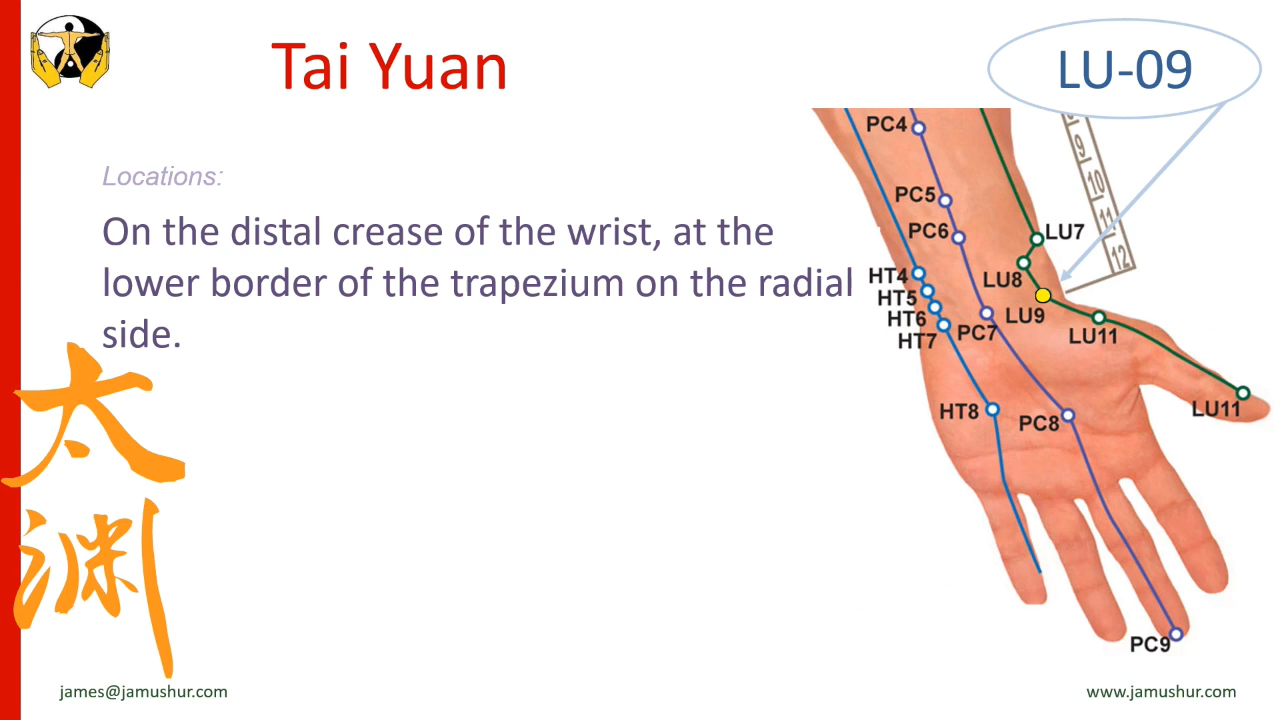 Tai Yuan
LU-09
Locations:
On the distal crease of the wrist, at the
lower border of the trapezium on the radial
side.
太
渊
PC4
PC5
PC6
LU7
LU8
HT4
HT5
LU9
HT6
PC7
HT7
LU11
LU11
HT8
PC8
PC9
9
10
11
12
james@jamushur.com
www.jamushur.com